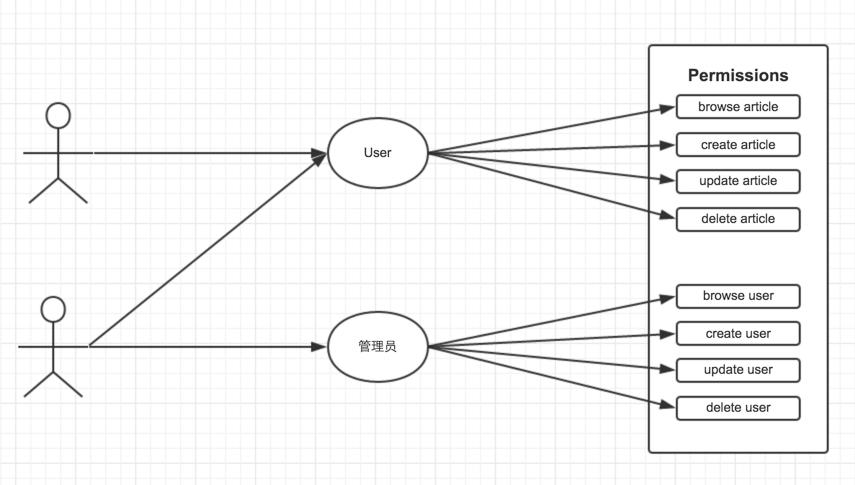 Permissions
browse article
create article
User
update article
delete article
browse user
create user
管理员
update user
delete user